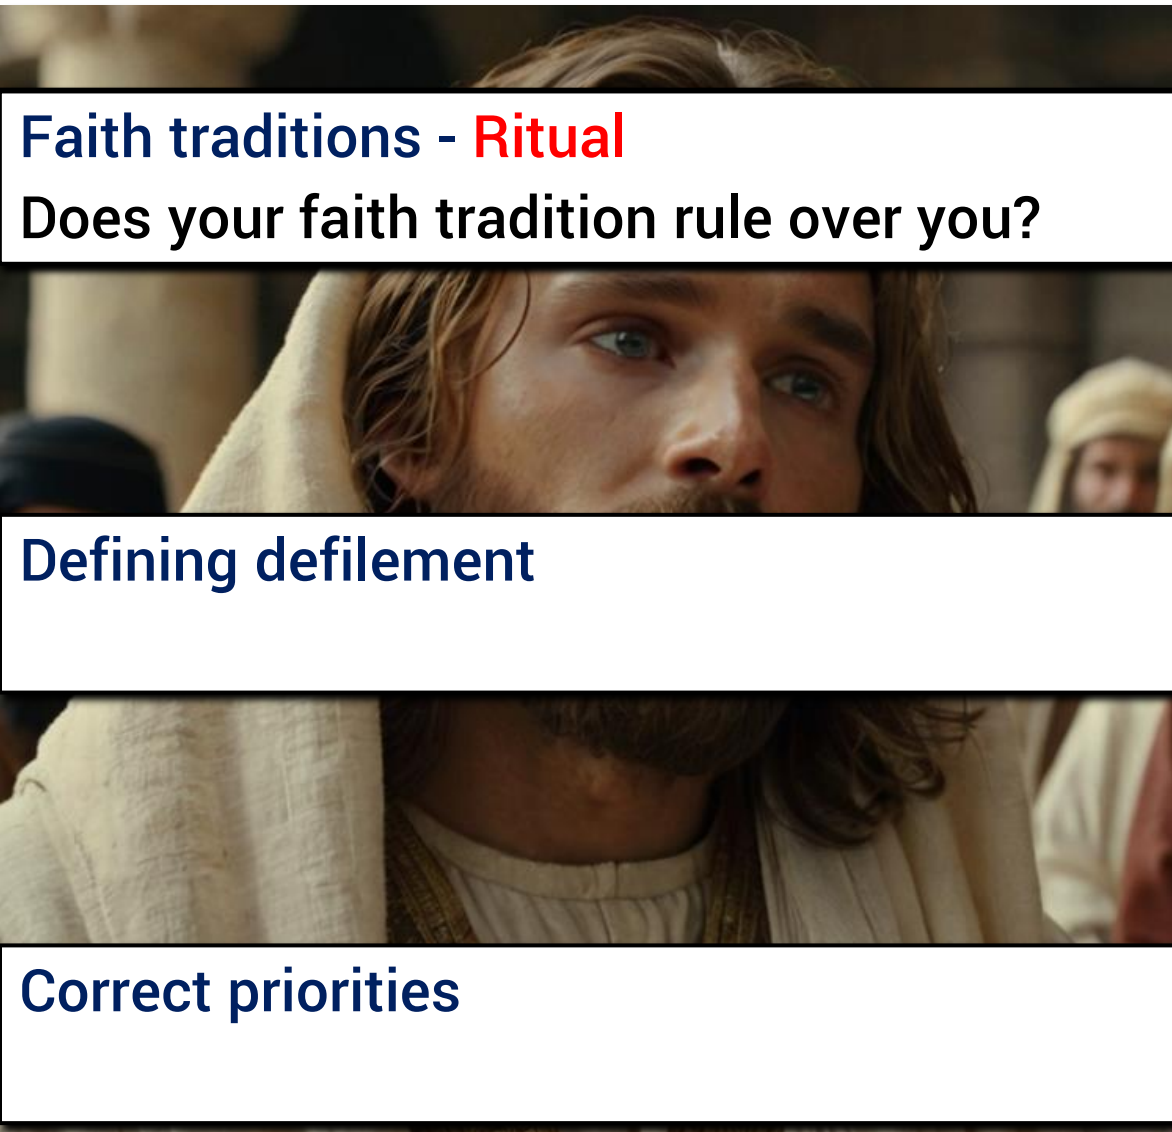 Faith traditions - Ritual
Does your faith tradition rule over you?
Defining defilement
Correct priorities